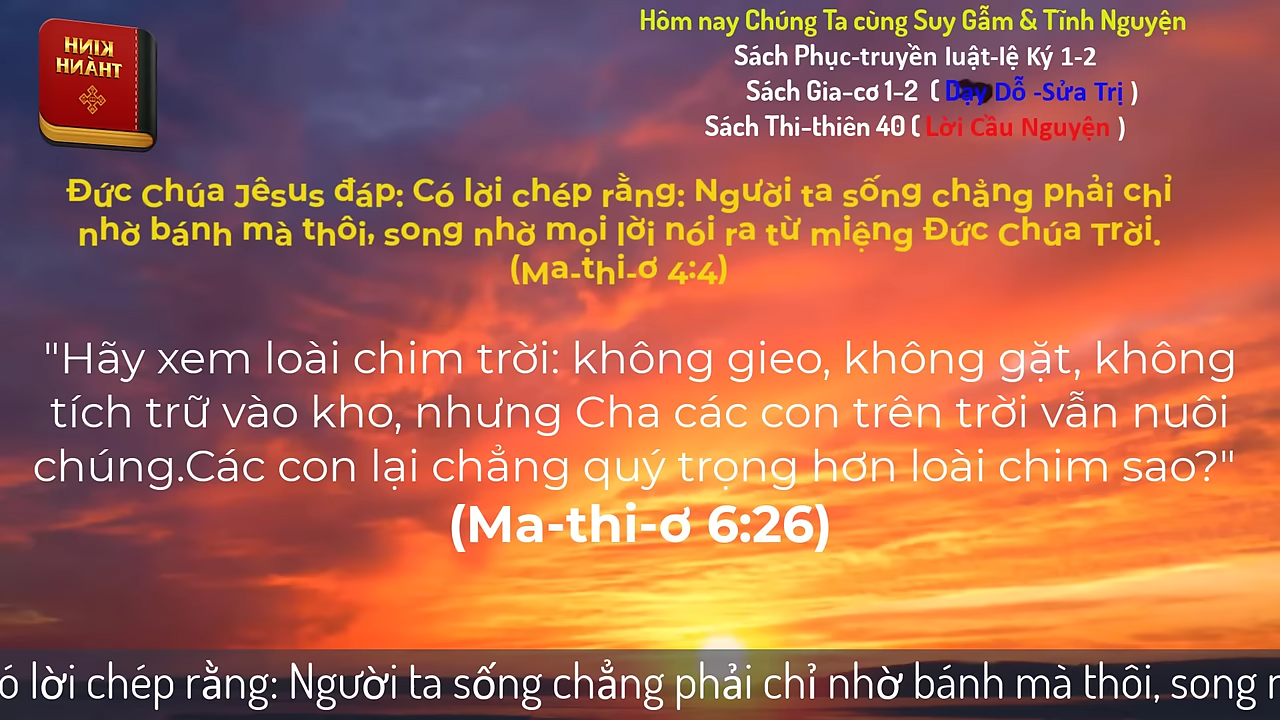 KINH
THÀNH
Hôm nay Chúng Ta cùng Suy Gẫm & Tĩnh Nguyện
Sách Phục-truyền luật-lệ Ký 1-2
Sách Gia-cơ 1-2 ( Dạy Dỗ -Sửa Trị )
Sách Thi-thiên 40 ( Lời Cầu Nguyện )
Đức Chúa Jêsus đáp: Có lời chép rằng: Người ta sống chẳng phải chỉ
nhờ bánh mà thôi, song nhờ mọi lời nói ra từ miệng Đức Chúa Trời.
(Ma-thi-ơ 4:4)
"Hãy xem loài chim trời: không gieo, không gặt, không
tích trữ vào kho, nhưng Cha các con trên trời vẫn nuôi
chúng.Các con lại chẳng quý trọng hơn loài chim sao?"
(Ma-thi-ơ 6:26)
ó lời chép rằng: Người ta sống chẳng phải chỉ nhờ bánh mà thôi, song